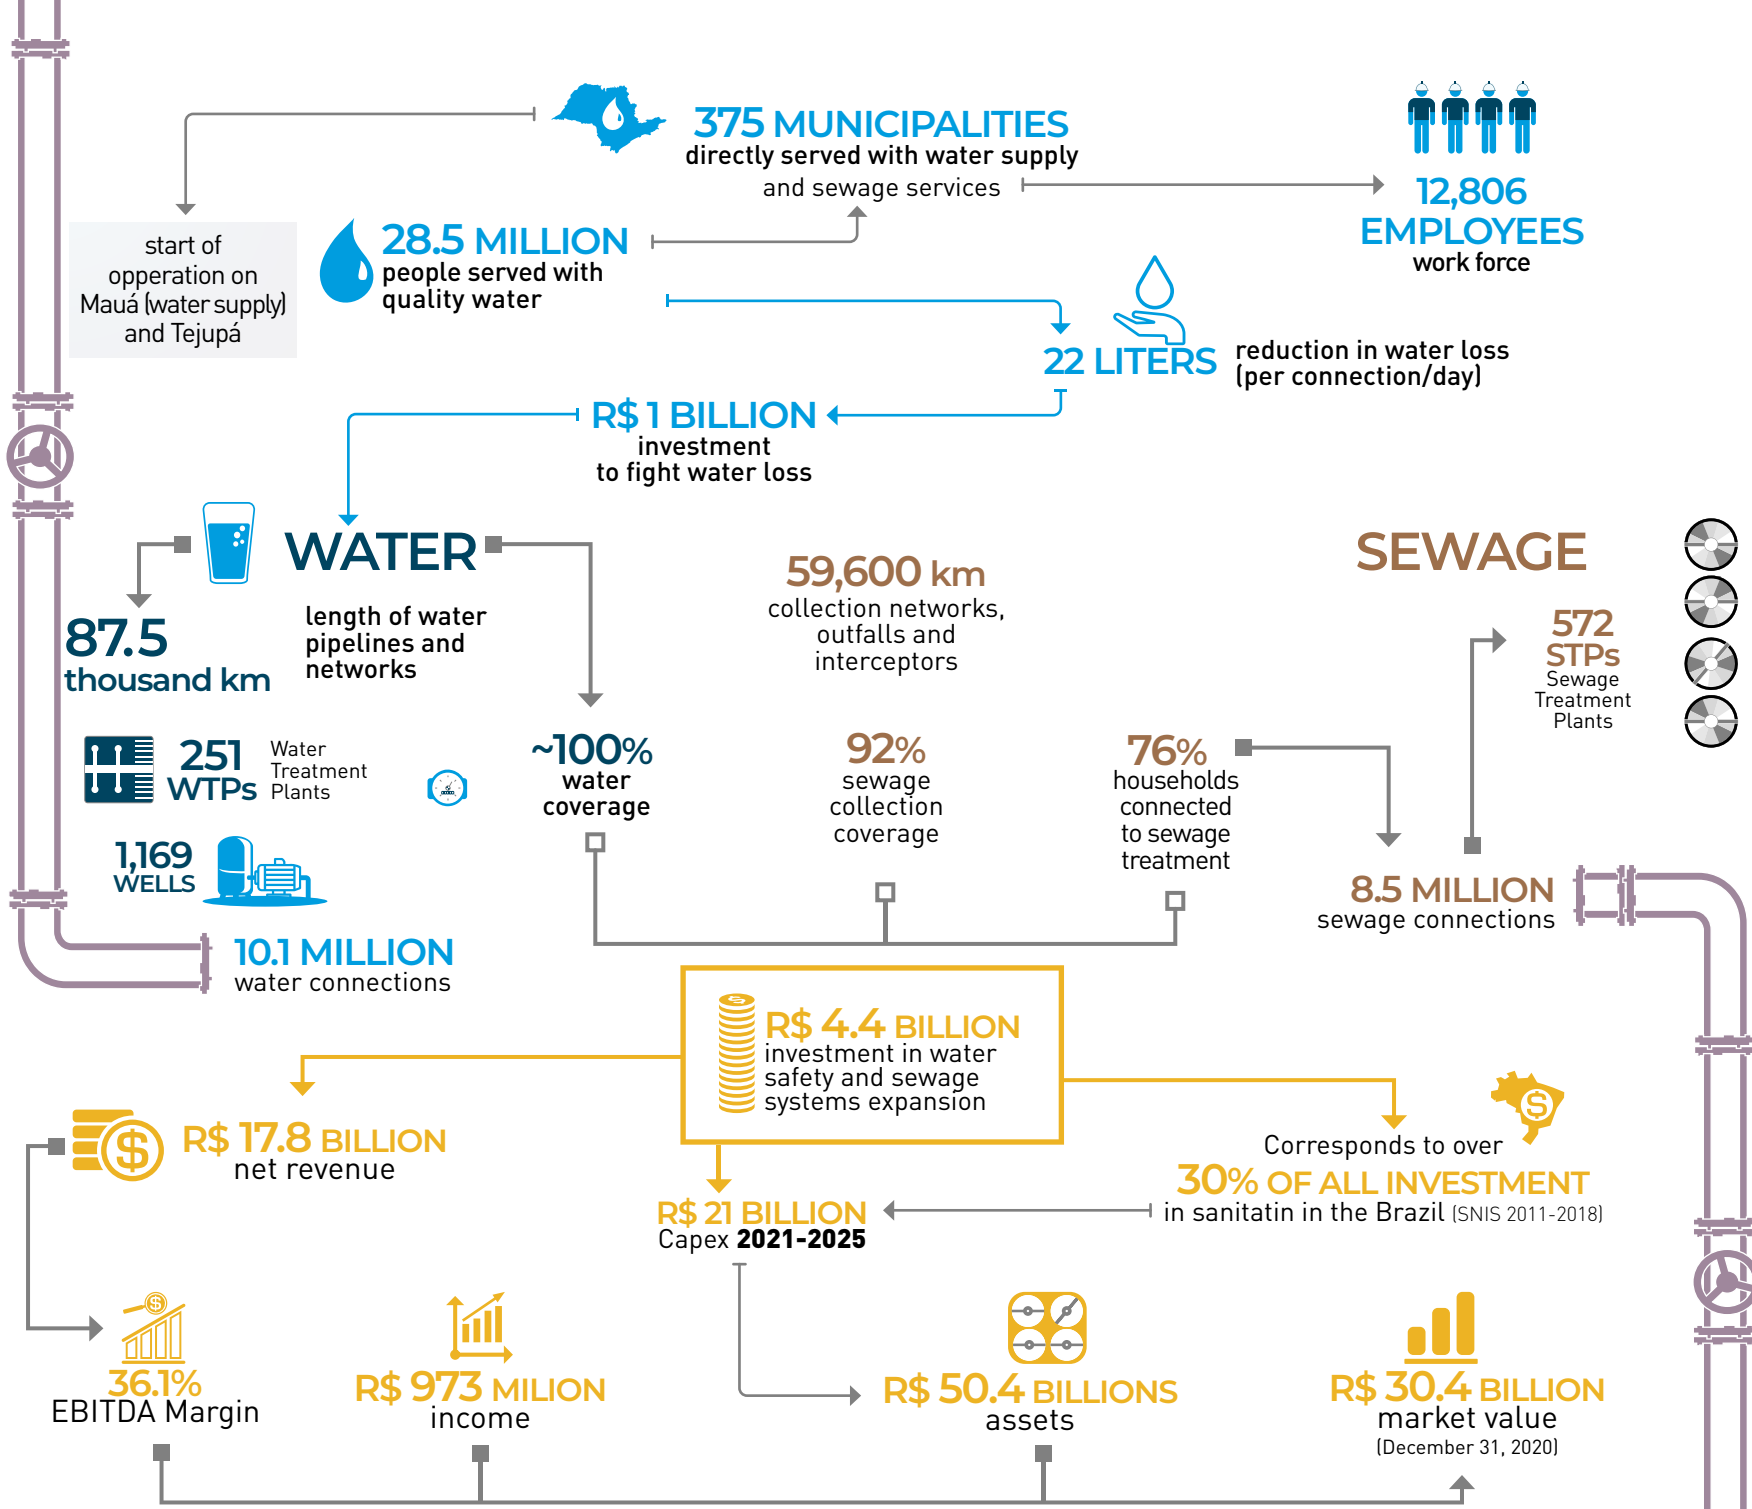 375 MUNICIPALITIES
directly served with water supply
and sewage services
12,806
EMPLOYEES
work force
start of
opperation on
Mauá (water supply)
and Tejupá
28.5 MILLION
people served with
quality water
22 LITERS
reduction in water loss
(per connection/day)
R$ 1 BILLION
investment
to fight water loss
WATER
87.5
thousand km
length of water
pipelines and
networks
251
WTPs
Water
Treatment
Plants
1,169
WELLS
10.1 MILLION
water connections
~100%
water
coverage
59,600 km
collection networks,
outfalls and
interceptors
92%
sewage
collection
coverage
SEWAGE
572
STPs
Sewage
Treatment
Plants
76%
households
connected
to sewage
treatment
8.5 MILLION
sewage connections
R$ 4.4 BILLION
investment in water
safety and sewage
systems expansion
R$ 17.8 BILLION
net revenue
Corresponds to over
30% OF ALL INVESTMENT
in sanitatin in the Brazil (SNIS 2011-2018)
R$ 21 BILLION
Capex 2021-2025
36.1%
EBITDA Margin
R$ 973 MILION
income
R$ 50.4 BILLIONS
assets
R$ 30.4 BILLION
market value
(December 31, 2020)